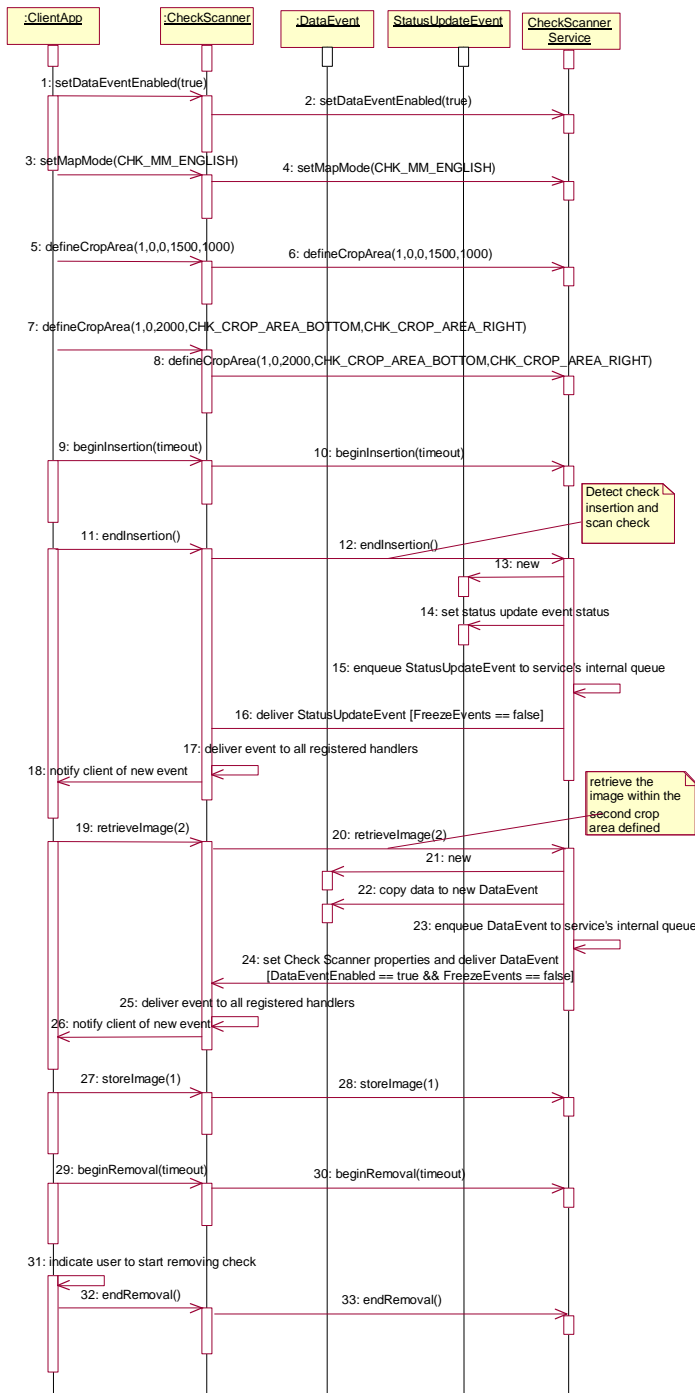 :ClientApp
:CheckScanner
:DataEvent
StatusUpdateEvent
CheckScanner
Service
1: setDataEventEnabled(true)
2: setDataEventEnabled(true)
3: setMapMode(CHK_MM_ENGLISH)
4: setMapMode(CHK_MM_ENGLISH)
5: defineCropArea(1,0,0,1500,1000)
6: defineCropArea(1,0,0,1500,1000)
7: defineCropArea(1,0,2000,CHK_CROP_AREA_BOTTOM,CHK_CROP_AREA_RIGHT)
8: defineCropArea(1,0,2000,CHK_CROP_AREA_BOTTOM,CHK_CROP_AREA_RIGHT)
9: beginInsertion(timeout)
10: beginInsertion(timeout)
Detect check
insertion and
scan check
11: endInsertion()
12: endInsertion()
13: new
14: set status update event status
15: enqueue StatusUpdateEvent to service's internal queue
16: deliver StatusUpdateEvent [FreezeEvents == false]
17: deliver event to all registered handlers
18: notify client of new event
retrieve the
image within the
second crop
area defined
19: retrieveImage(2)
20: retrieveImage(2)
21: new
22: copy data to new DataEvent
23: enqueue DataEvent to service's internal queue
24: set Check Scanner properties and deliver DataEvent
[DataEventEnabled == true && FreezeEvents == false]
25: deliver event to all registered handlers
26: notify client of new event
27: storeImage(1)
28: storeImage(1)
29: beginRemoval(timeout)
30: beginRemoval(timeout)
31: indicate user to start removing check
32: endRemoval()
33: endRemoval()